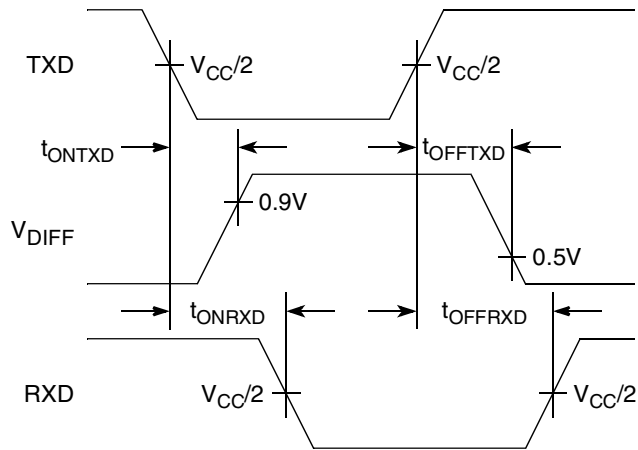 TXD
VCC/2
VCC/2
tONTXD
tOFFTXD
0.9V
VDIFF
0.5V
tONRXD
tOFFRXD
RXD
VCC/2
VCC/2